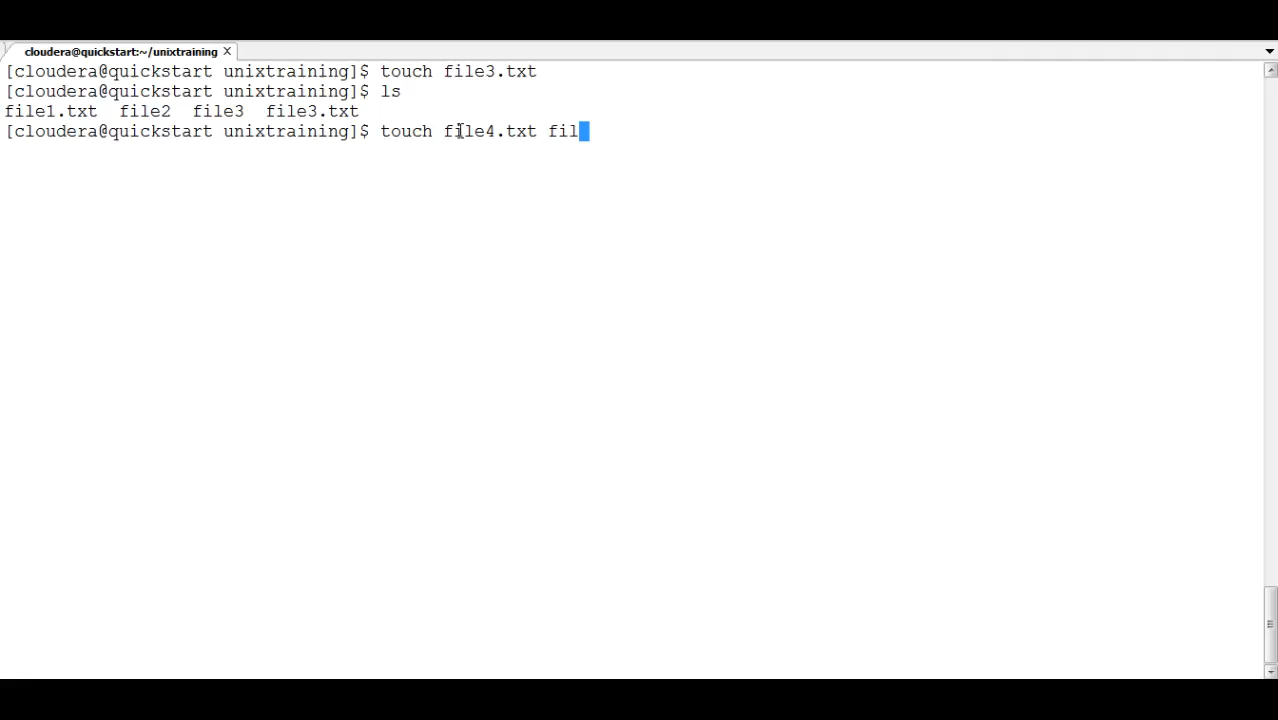 cloudera@quickstart:~/unixtraining X
[cloudera@quickstart unixtraining]$ touch file3.txt
[cloudera@quickstart unixtraining]$ ls
file1.txt  file2  file3  file3.txt
[cloudera@quickstart unixtraining]$ touch file4.txt fil